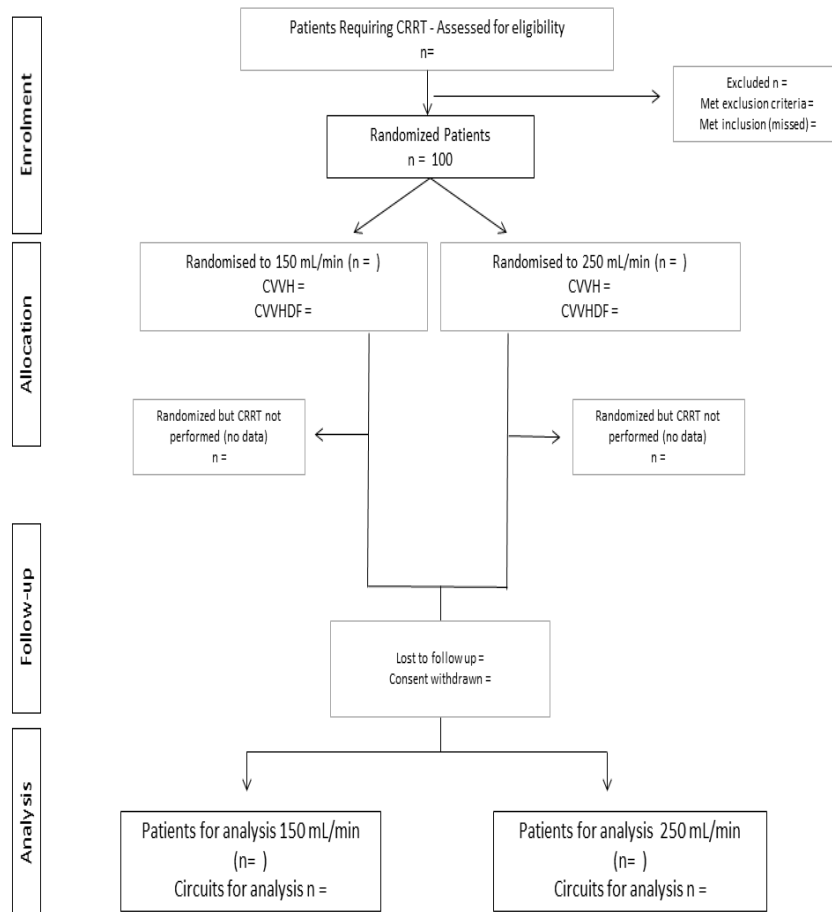 Enrolment
Patients Requiring CRRT - Assessed for eligibility
n=
Excluded n =
Met exclusion criteria =
Met inclusion (missed) =
Randomized Patients
n = 100
Allocation
Randomised to 150 mL/min (n = )
CVVH =
CVVHDF =
Randomised to 250 mL/min (n = )
CVVH =
CVVHDF =
Randomized but CRRT not
performed (no data)
n =
Randomized but CRRT not
performed (no data)
n =
Follow-up
Lost to follow up =
Consent withdrawn =
Analysis
Patients for analysis 150 mL/min
(n= )
Circuits for analysis n =
Patients for analysis 250 mL/min
(n= )
Circuits for analysis n =